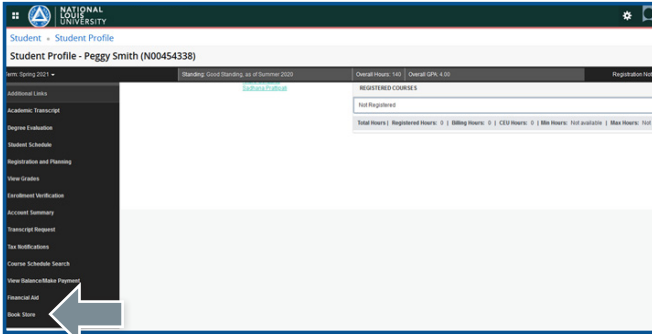 NATIONAL
LOUIS
UNIVERSITY
Student • Student Profile
Student Profile - Peggy Smith (N00454338)
Term: Spring 2021
Standing: Good Standing, as of Summer 2020
Overall Hours: 140 Overall GPA: 4.00
Registration Not
Additional Links
REGISTERED COURSES
Academic Transcript
Not Registered
Degree Evaluation
Total Hours | Registered Hours: 0 | Billing Hours: 0 | CEU Hours: 0 | Min Hours: Not available | Max Hours: Not
Student Schedule
Registration and Planning
View Grades
Enrollment Verification
Account Summary
Transcript Request
Tax Notifications
Course Schedule Search
View Balance/Make Payment
Financial Aid
Book Store